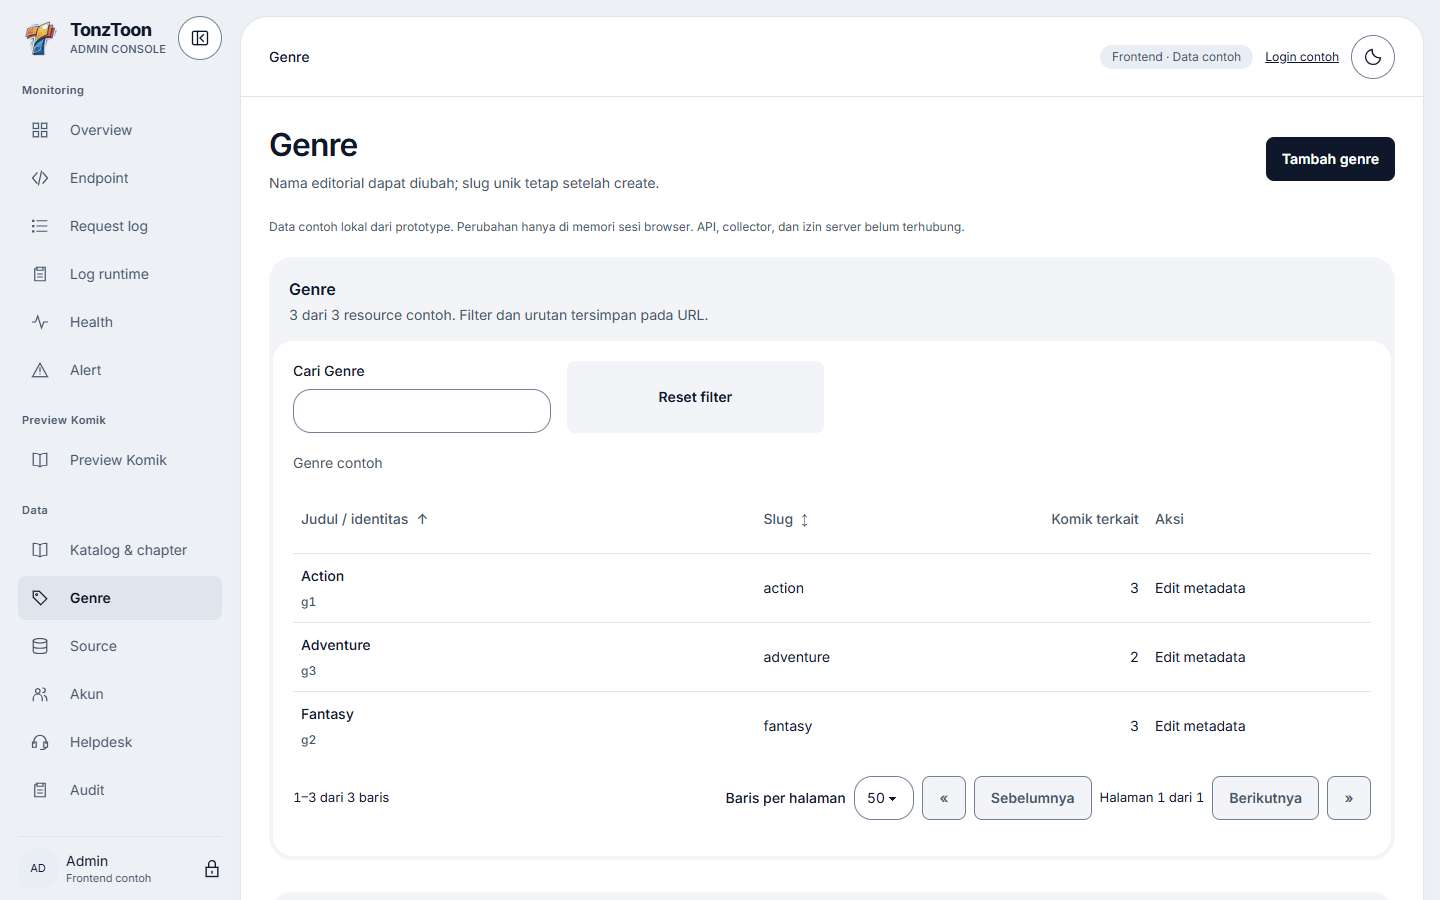 TonzToon
ADMIN CONSOLE
Monitoring
Overview
Endpoint
Request log
Log runtime
Health
Alert
Preview Komik
Preview Komik
Data
Katalog & chapter
Genre
Source
Akun
Helpdesk
Audit
AD
Admin
Frontend contoh
Genre
Frontend · Data contoh
Login contoh
Genre
Nama editorial dapat diubah; slug unik tetap setelah create.
Tambah genre
Data contoh lokal dari prototype. Perubahan hanya di memori sesi browser. API, collector, dan izin server belum terhubung.
Genre
3 dari 3 resource contoh. Filter dan urutan tersimpan pada URL.
Cari Genre
Reset filter
Genre contoh
Judul / identitas ↑ Slug ↕ Komik terkait Aksi
Action
g1
action 3 Edit metadata
Adventure
g3
adventure 2 Edit metadata
Fantasy
g2
fantasy 3 Edit metadata
1–3 dari 3 baris
Baris per halaman 50 « Sebelumnya Halaman 1 dari 1 Berikutnya »